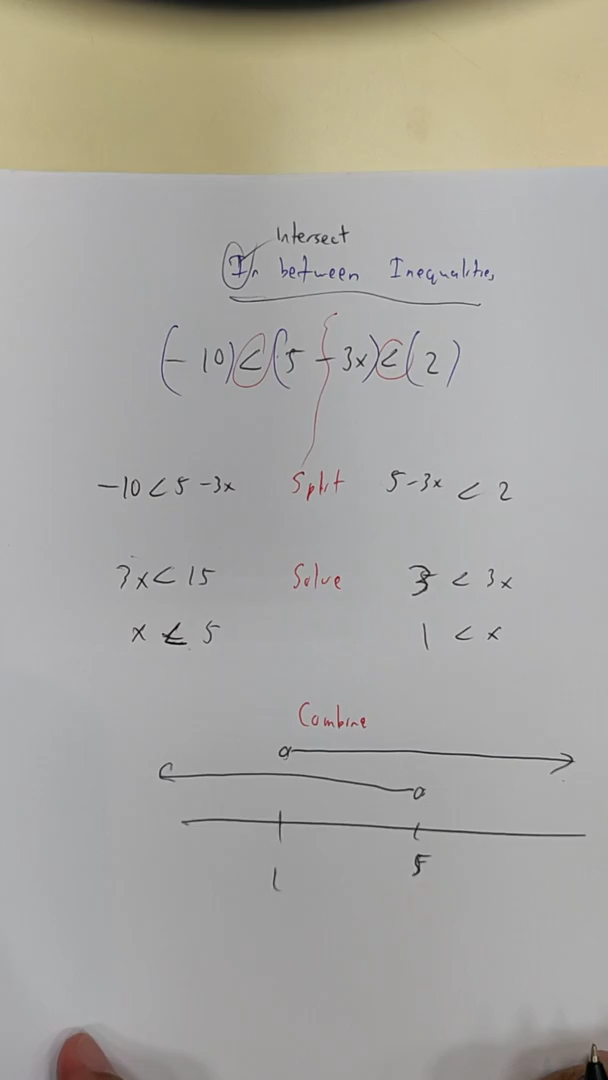 Intersect
In between Inequalities
(-10) < (5 - 3x) < (2)
-10 < 5 - 3x Split 5 - 3x < 2
3x < 15 Solve 3 < 3x
x < 5 1 < x
Combine
1 5